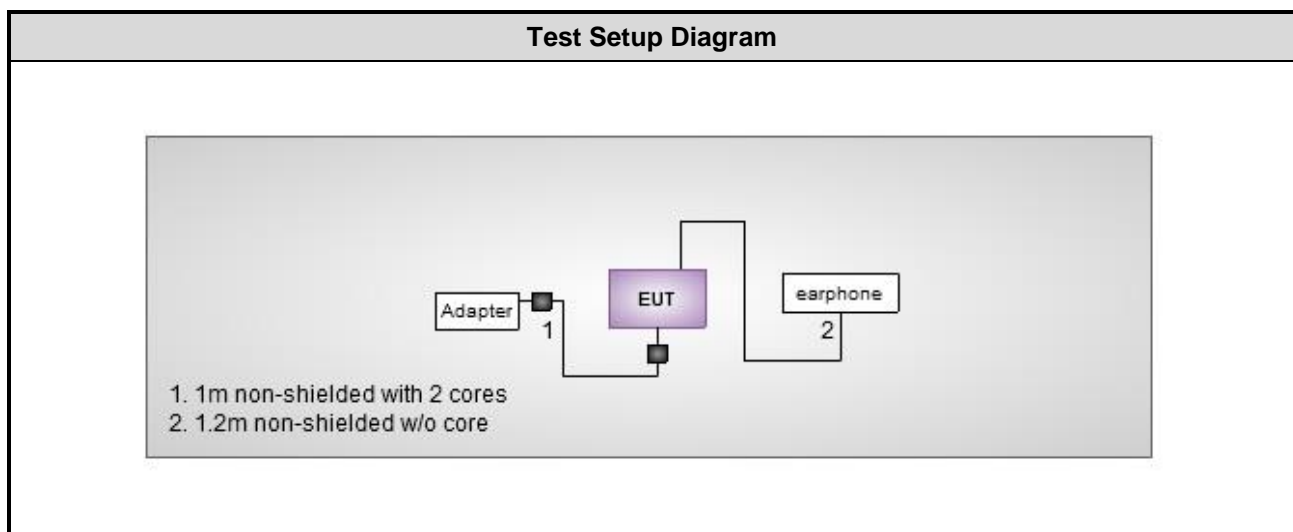 Test Setup Diagram
Adapter
1
EUT
earphone
2
1. 1m non-shielded with 2 cores
2. 1.2m non-shielded w/o core